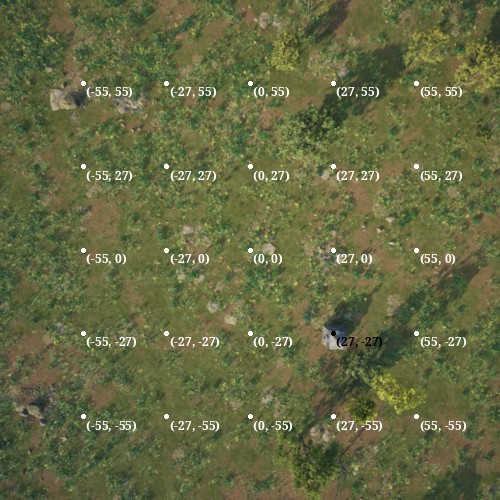 (-55, 55) (-27, 55) (0, 55) (27, 55) (55, 55)
(-55, 27) (-27, 27) (0, 27) (27, 27) (55, 27)
(-55, 0) (-27, 0) (0, 0) (27, 0) (55, 0)
(-55, -27) (-27, -27) (0, -27) (27, -27) (55, -27)
(-55, -55) (-27, -55) (0, -55) (27, -55) (55, -55)